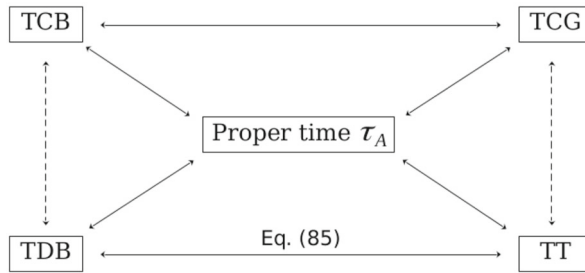 TCB
TCG
Proper time τ_A
Eq. (85)
TDB
TT